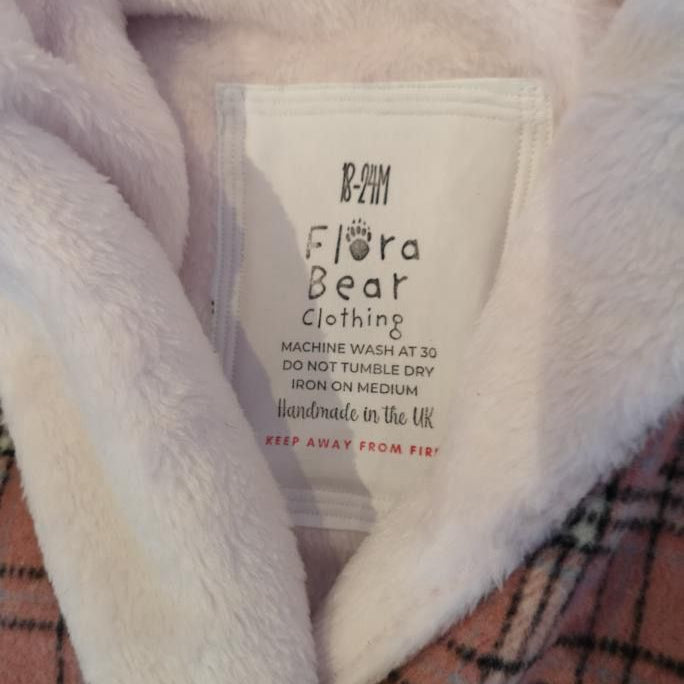 18-24M
Flora
Bear
Clothing
MACHINE WASH AT 30
DO NOT TUMBLE DRY
IRON ON MEDIUM
Handmade in the UK
KEEP AWAY FROM FIRE